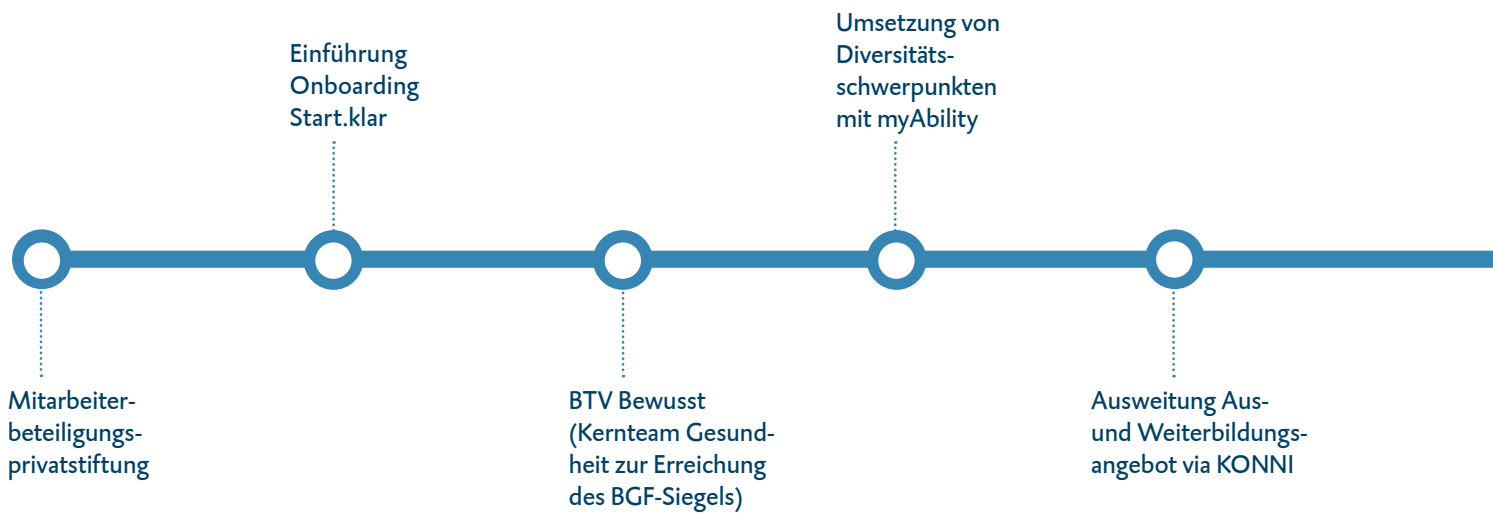 Mitarbeiter-
beteiligungs-
privatstiftung
Einführung
Onboarding
Start.klar
BTV Bewusst
(Kernteam Gesund-
heit zur Erreichung
des BGF-Siegels)
Umsetzung von
Diversitäts-
schwerpunkten
mit myAbility
Ausweitung Aus-
und Weiterbildungs-
angebot via KONNI